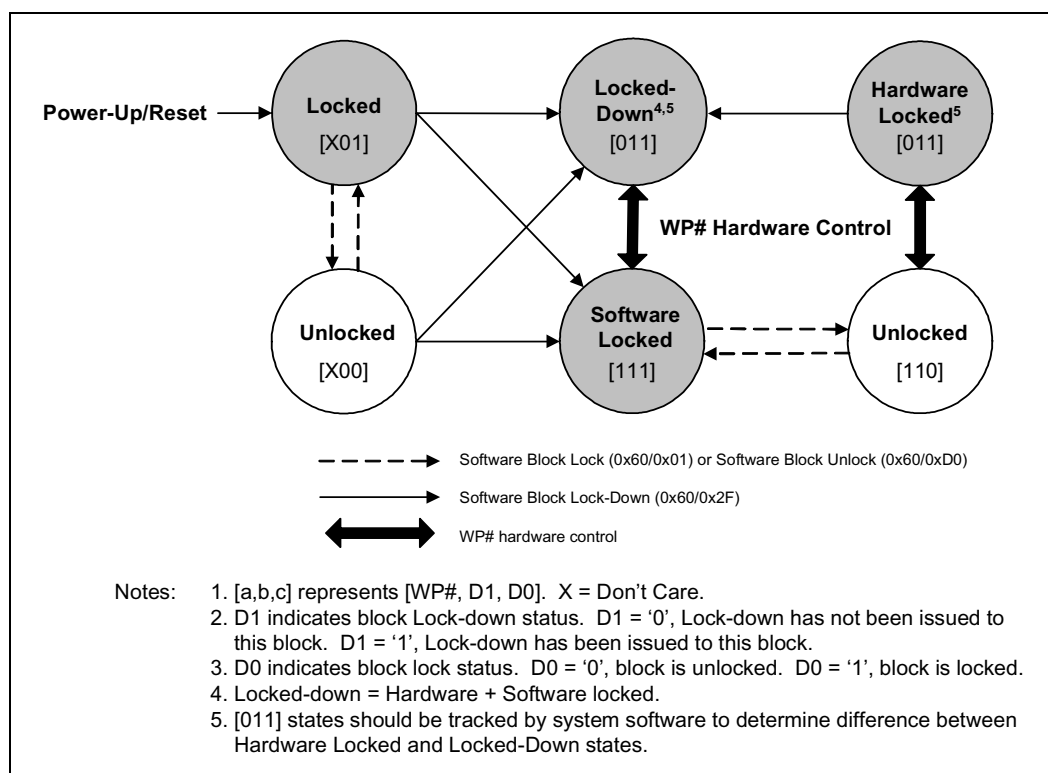 Power-Up/Reset
Locked
[X01]
Locked-
Down4,5
[011]
Hardware
Locked5
[011]
WP# Hardware Control
Unlocked
[X00]
Software
Locked
[111]
Unlocked
[110]
Software Block Lock (0x60/0x01) or Software Block Unlock (0x60/0xD0)
Software Block Lock-Down (0x60/0x2F)
WP# hardware control
Notes: 1. [a,b,c] represents [WP#, D1, D0].  X = Don’t Care.
2. D1 indicates block Lock-down status.  D1 = ‘0’, Lock-down has not been issued to
this block.  D1 = ‘1’, Lock-down has been issued to this block.
3. D0 indicates block lock status.  D0 = ‘0’, block is unlocked.  D0 = ‘1’, block is locked.
4. Locked-down = Hardware + Software locked.
5. [011] states should be tracked by system software to determine difference between
Hardware Locked and Locked-Down states.